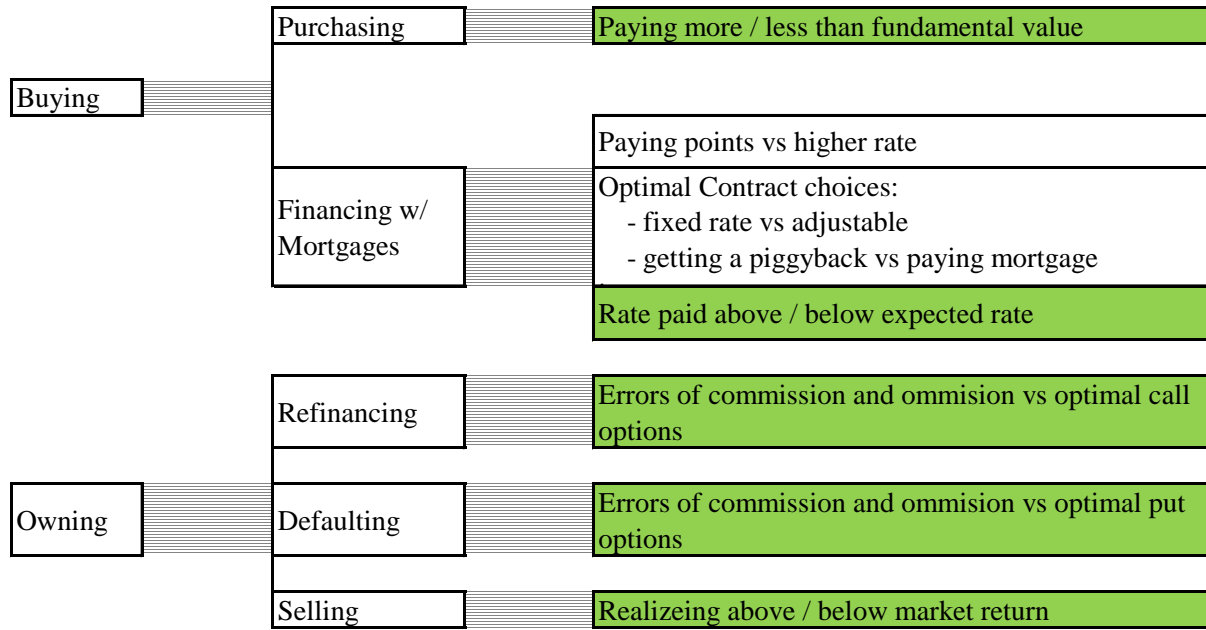 Purchasing
Paying more / less than fundamental value
Buying
Paying points vs higher rate
Financing w/
Mortgages
Optimal Contract choices:
- fixed rate vs adjustable
- getting a piggyback vs paying mortgage
Rate paid above / below expected rate
Refinancing
Errors of commission and ommision vs optimal call
options
Owning
Defaulting
Errors of commission and ommision vs optimal put
options
Selling
Realizeing above / below market return